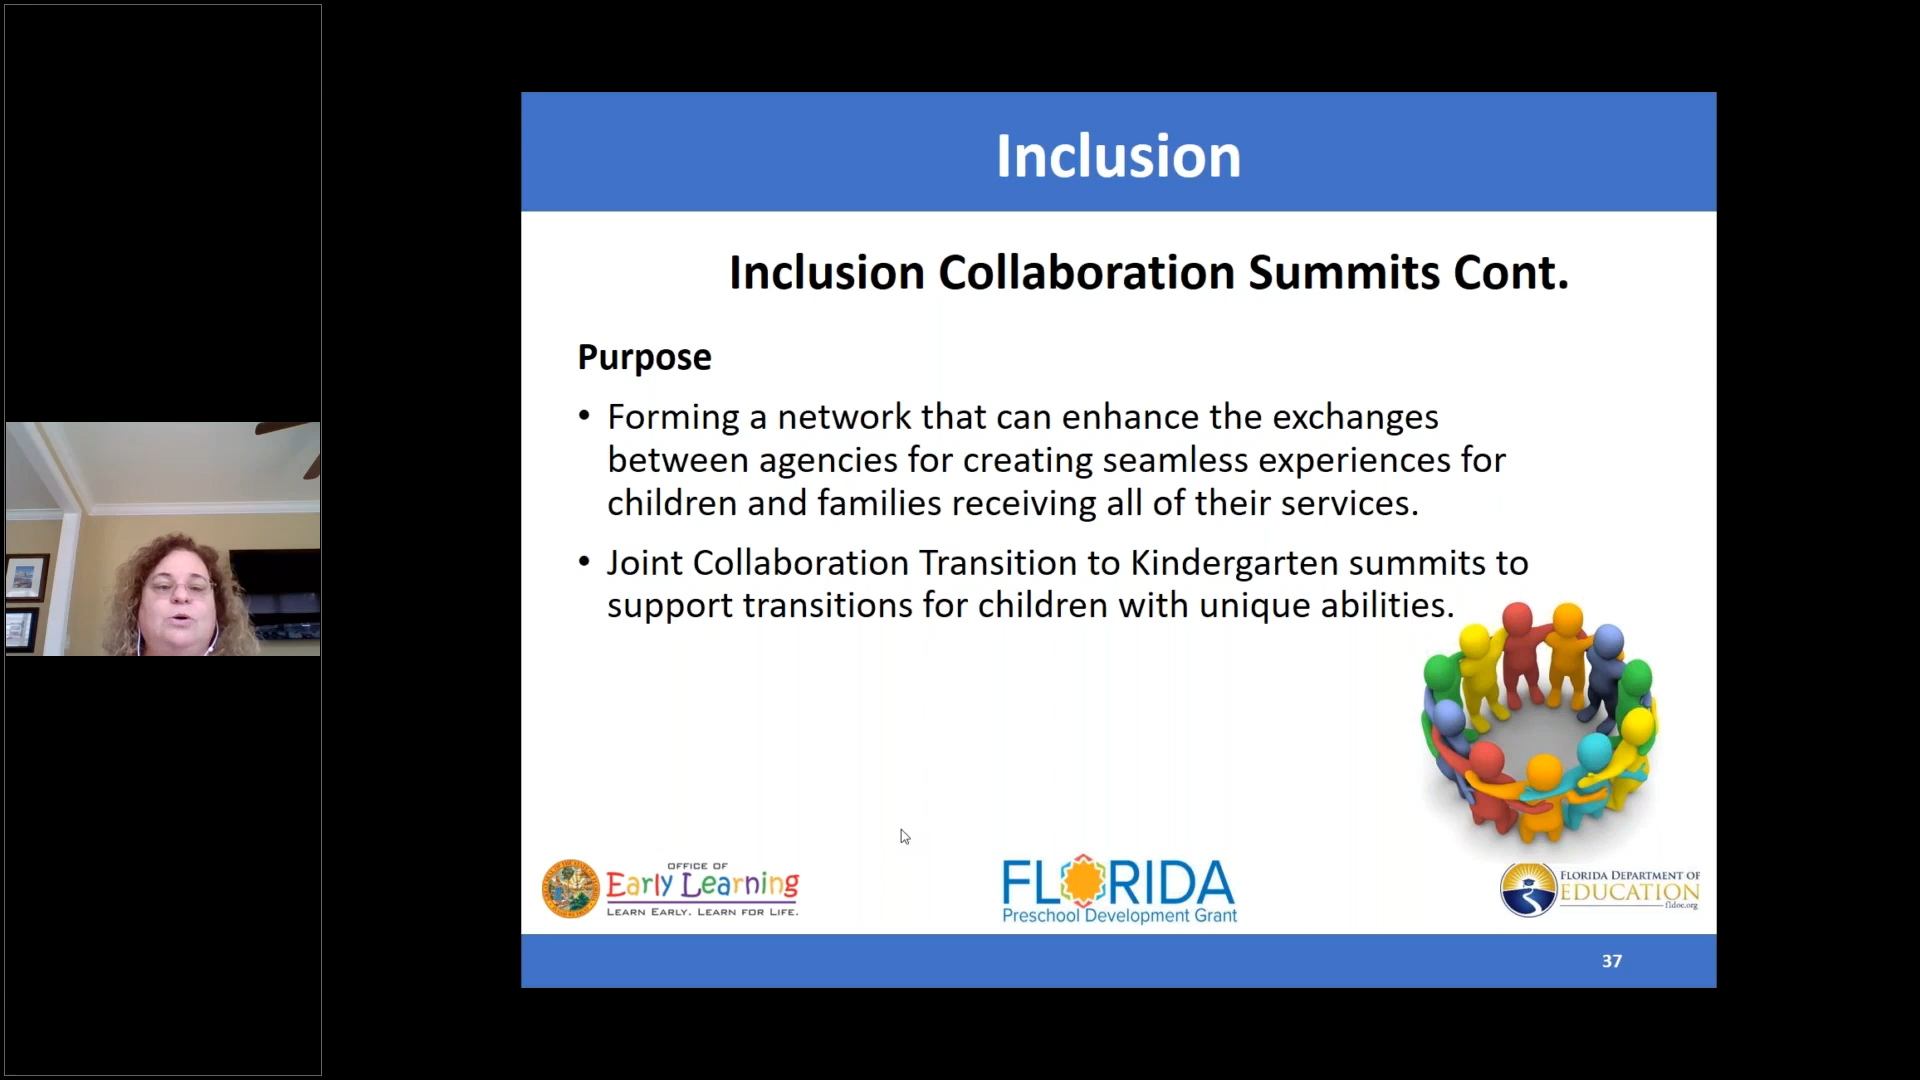 Inclusion
Inclusion Collaboration Summits Cont.
Purpose
• Forming a network that can enhance the exchanges
between agencies for creating seamless experiences for
children and families receiving all of their services.
• Joint Collaboration Transition to Kindergarten summits to
support transitions for children with unique abilities.
OFFICE OF
Early Learning
LEARN EARLY. LEARN FOR LIFE.
FLORIDA
Preschool Development Grant
FLORIDA DEPARTMENT OF
EDUCATION
fldoe.org
37